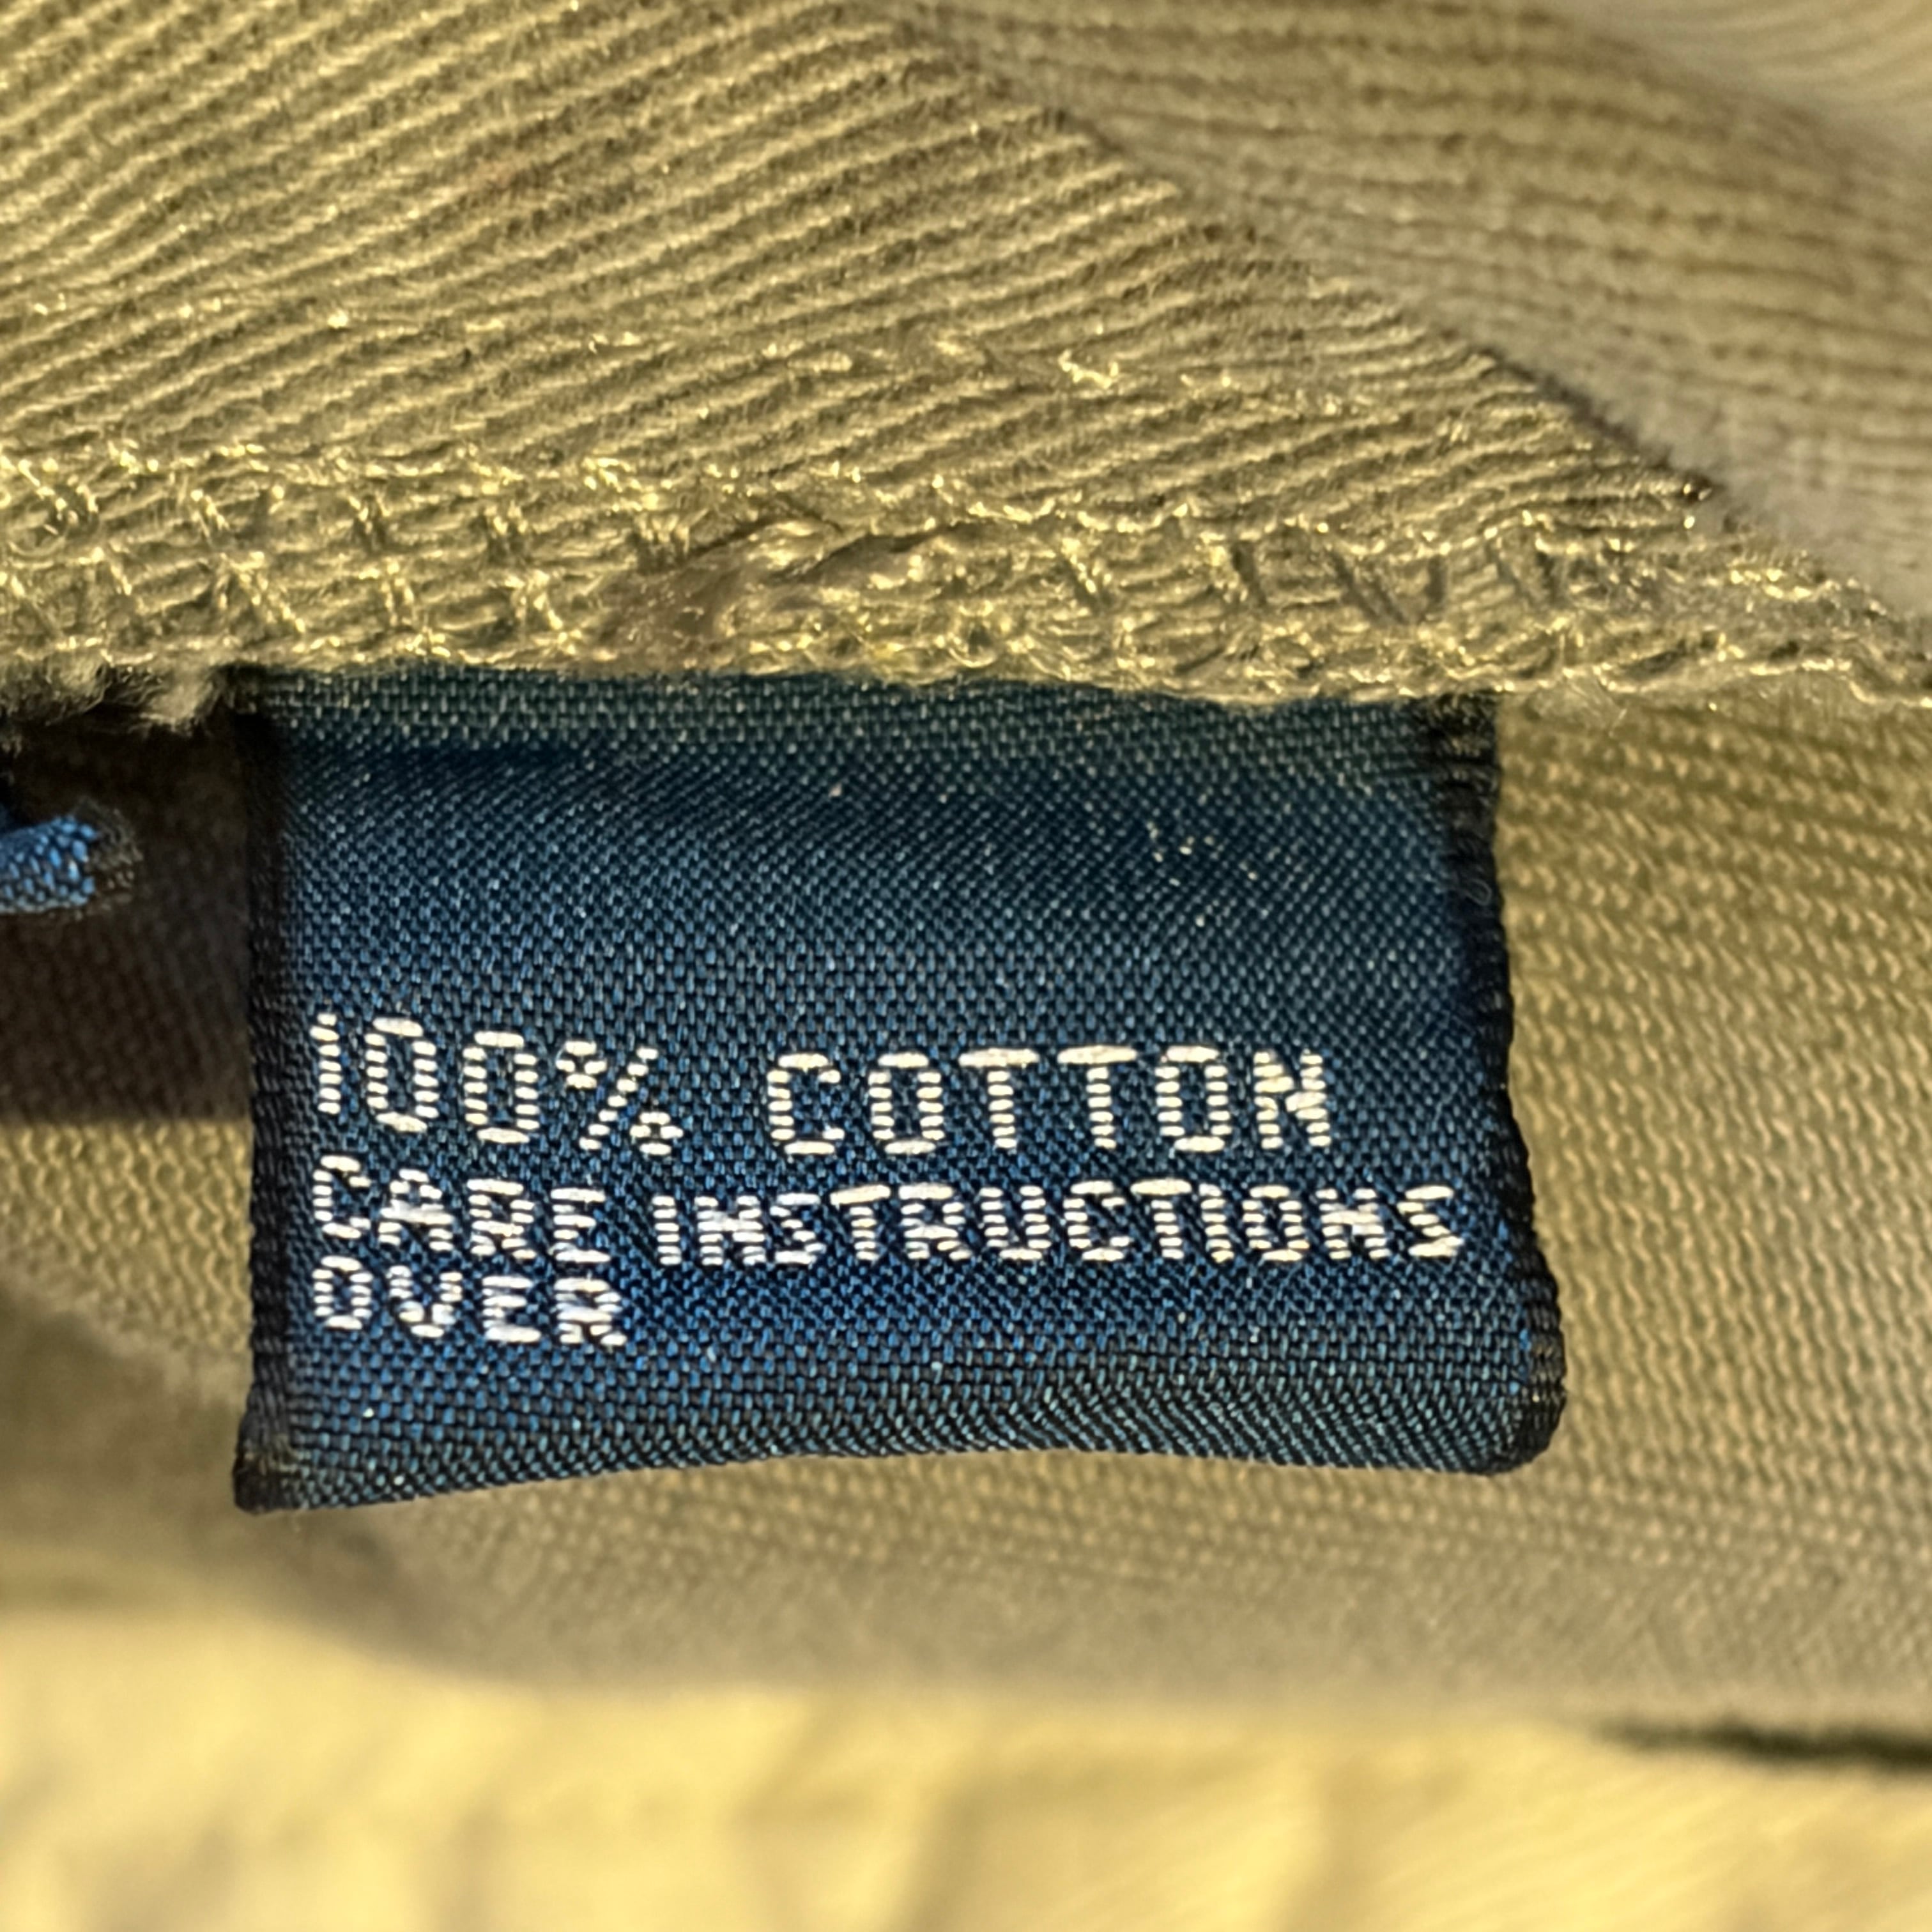 100% COTTON
CARE INSTRUCTIONS
OVER